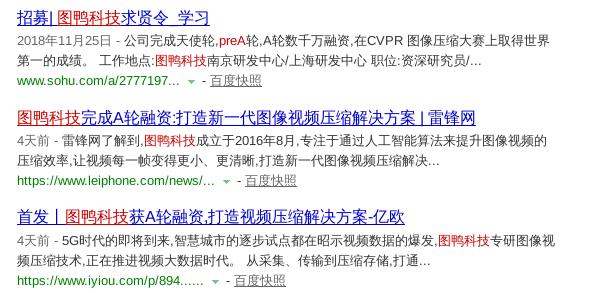 招募| 图鸭科技求贤令_学习
2018年11月25日 - 公司完成天使轮,preA轮,A轮数千万融资,在CVPR 图像压缩大赛上取得世界
第一的成绩。 工作地点:图鸭科技南京研发中心/上海研发中心 职位:资深研究员/...
www.sohu.com/a/2777197... - 百度快照
图鸭科技完成A轮融资:打造新一代图像视频压缩解决方案 | 雷锋网
4天前 - 雷锋网了解到,图鸭科技成立于2016年8月,专注于通过人工智能算法来提升图像视频的
压缩效率,让视频每一帧变得更小、更清晰,打造新一代图像视频压缩解决...
https://www.leiphone.com/news/... - 百度快照
首发丨图鸭科技获A轮融资,打造视频压缩解决方案-亿欧
4天前 - 5G时代的即将到来,智慧城市的逐步试点都在昭示视频数据的爆发,图鸭科技专研图像视
频压缩技术,正在推进视频大数据时代。 从采集、传输到压缩存储,打通...
https://www.iyiou.com/p/894...... - 百度快照